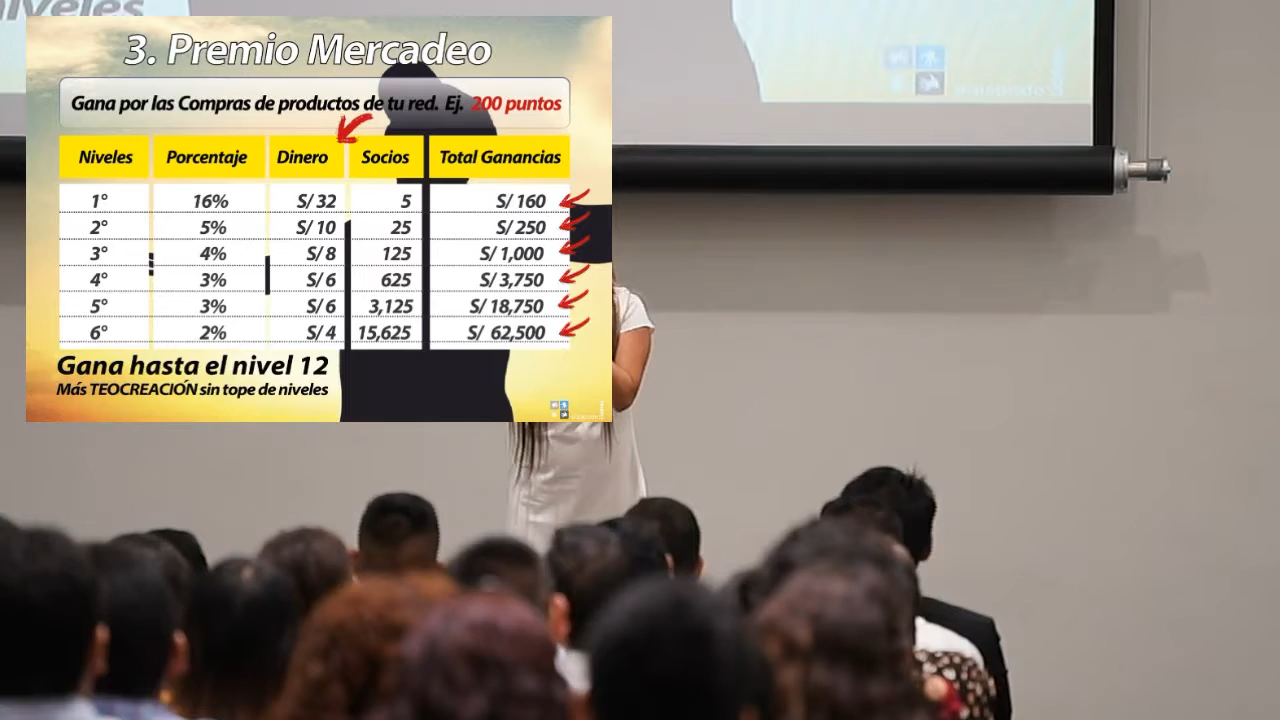 niveles
3. Premio Mercadeo
Gana por las Compras de productos de tu red. Ej. 200 puntos
Niveles Porcentaje Dinero Socios Total Ganancias
1° 16% S/ 32 5 S/ 160
2° 5% S/ 10 25 S/ 250
3° 4% S/ 8 125 S/ 1,000
4° 3% S/ 6 625 S/ 3,750
5° 3% S/ 6 3,125 S/ 18,750
6° 2% S/ 4 15,625 S/ 62,500
Gana hasta el nivel 12
Más TEOCREACIÓN sin tope de niveles